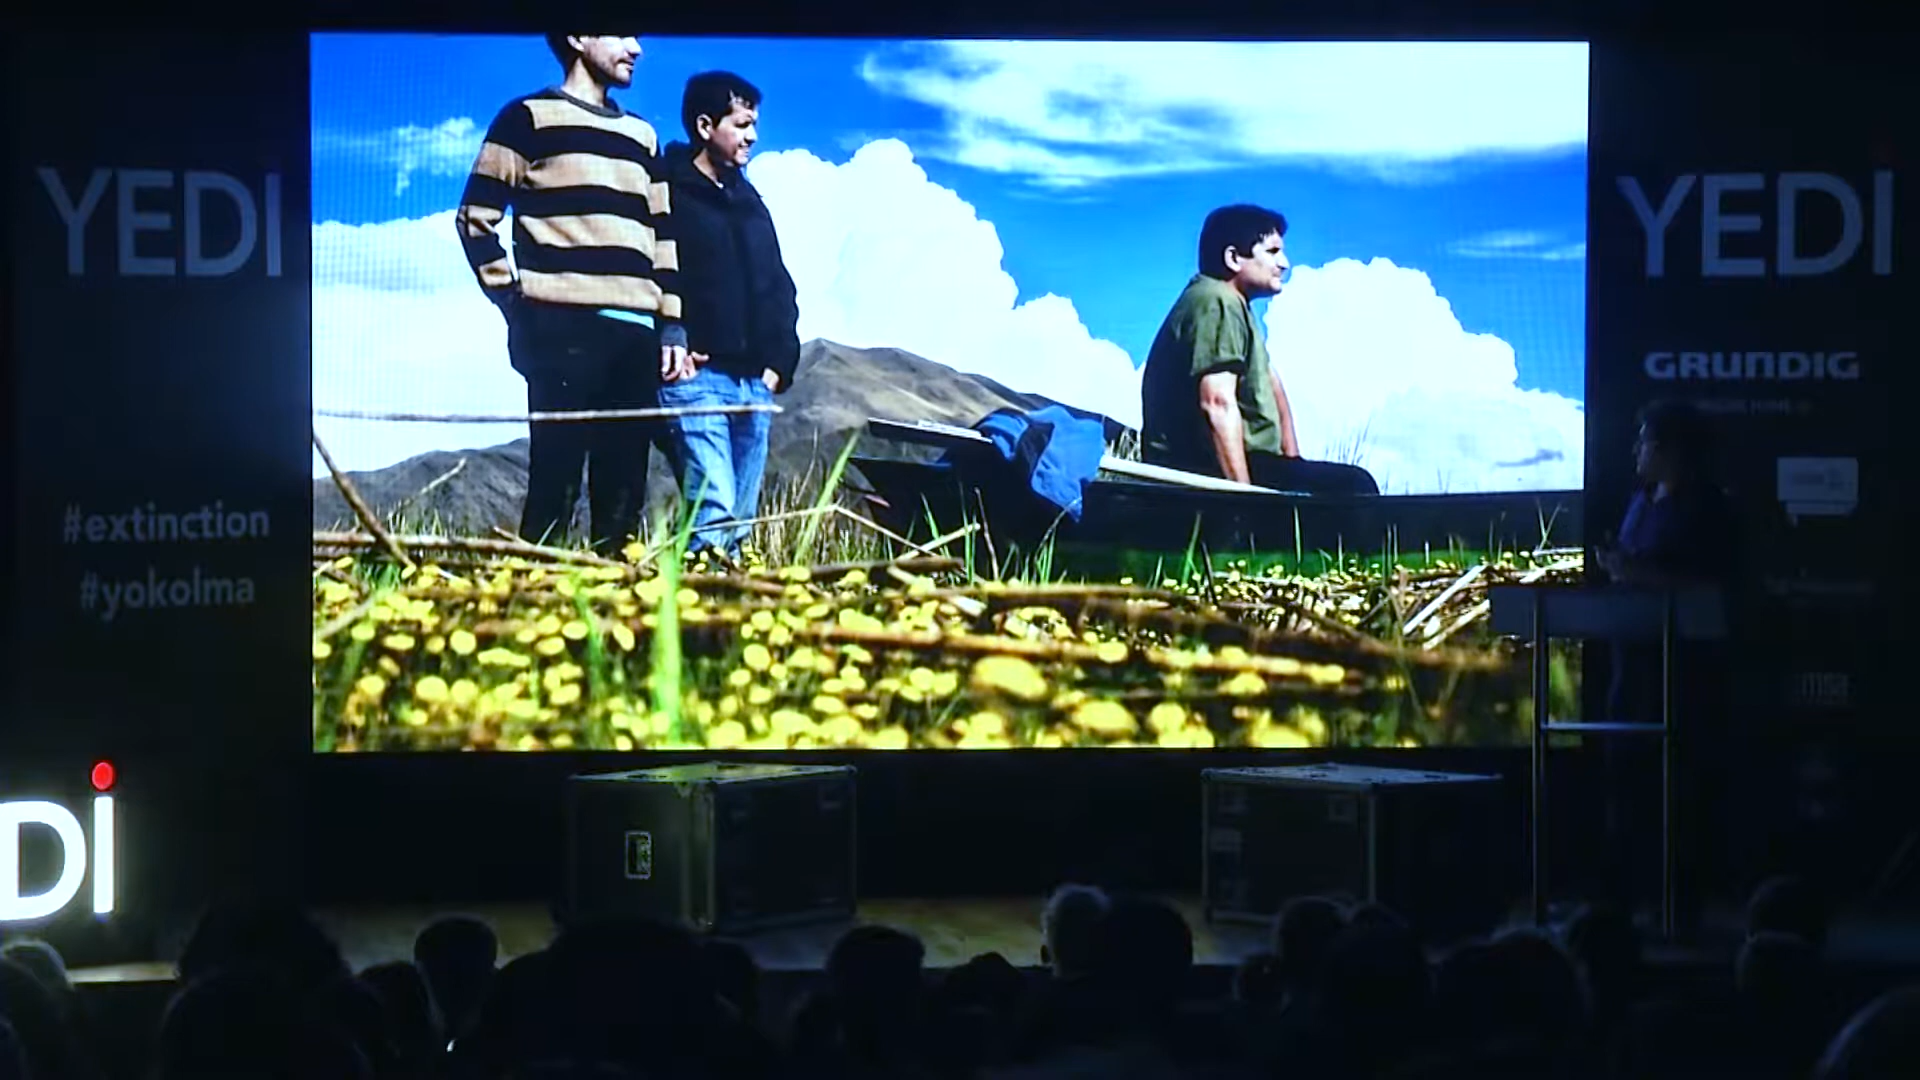 YEDİ
#extinction
#yokolma
Dİ
YEDİ
GRUNDIG